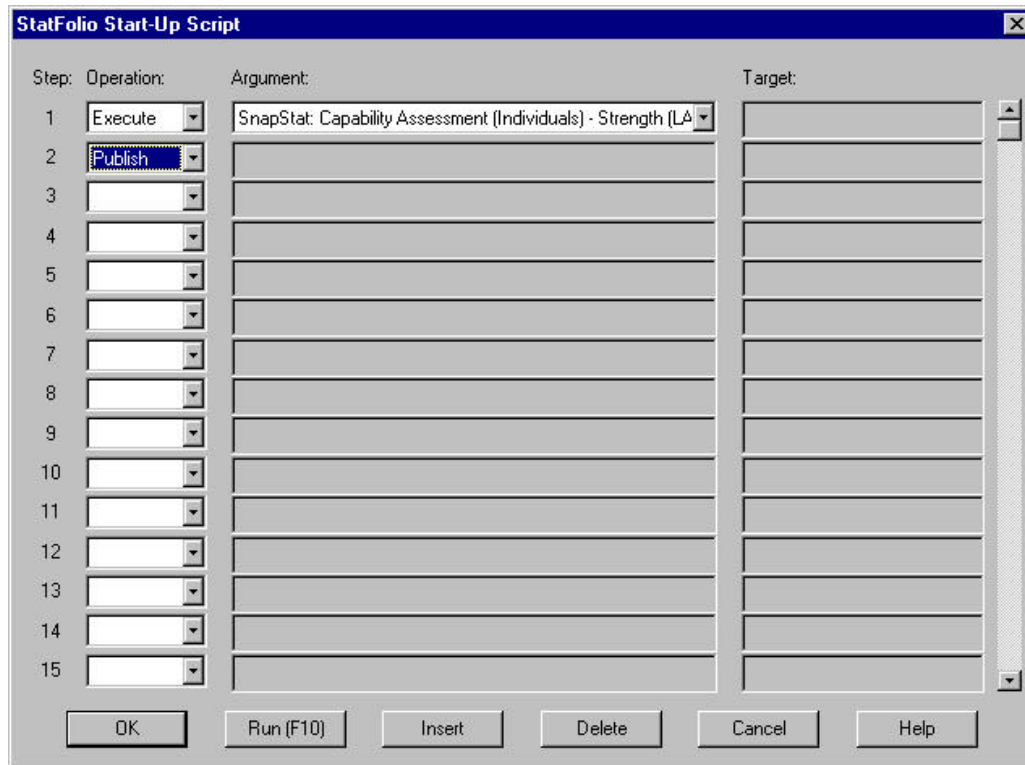 StatFolio Start-Up Script
Step: Operation: Argument: Target:
1 Execute SnapStat: Capability Assessment (Individuals) - Strength (LA
2 Publish
3
4
5
6
7
8
9
10
11
12
13
14
15
OK Run (F10) Insert Delete Cancel Help